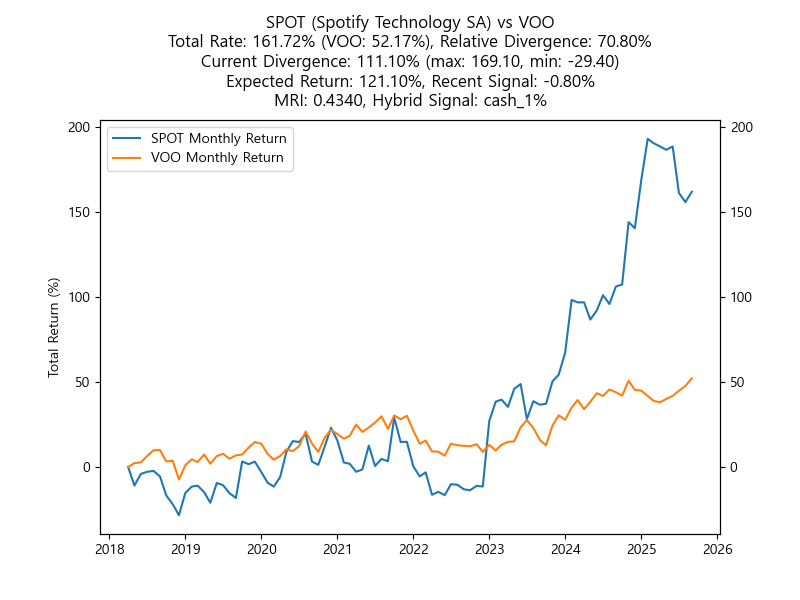 SPOT (Spotify Technology SA) vs VOO
Total Rate: 161.72% (VOO: 52.17%), Relative Divergence: 70.80%
Current Divergence: 111.10% (max: 169.10, min: -29.40)
Expected Return: 121.10%, Recent Signal: -0.80%
MRI: 0.4340, Hybrid Signal: cash_1%
SPOT Monthly Return
VOO Monthly Return
Total Return (%)
200
150
100
50
0
200
150
100
50
0
2018 2019 2020 2021 2022 2023 2024 2025 2026